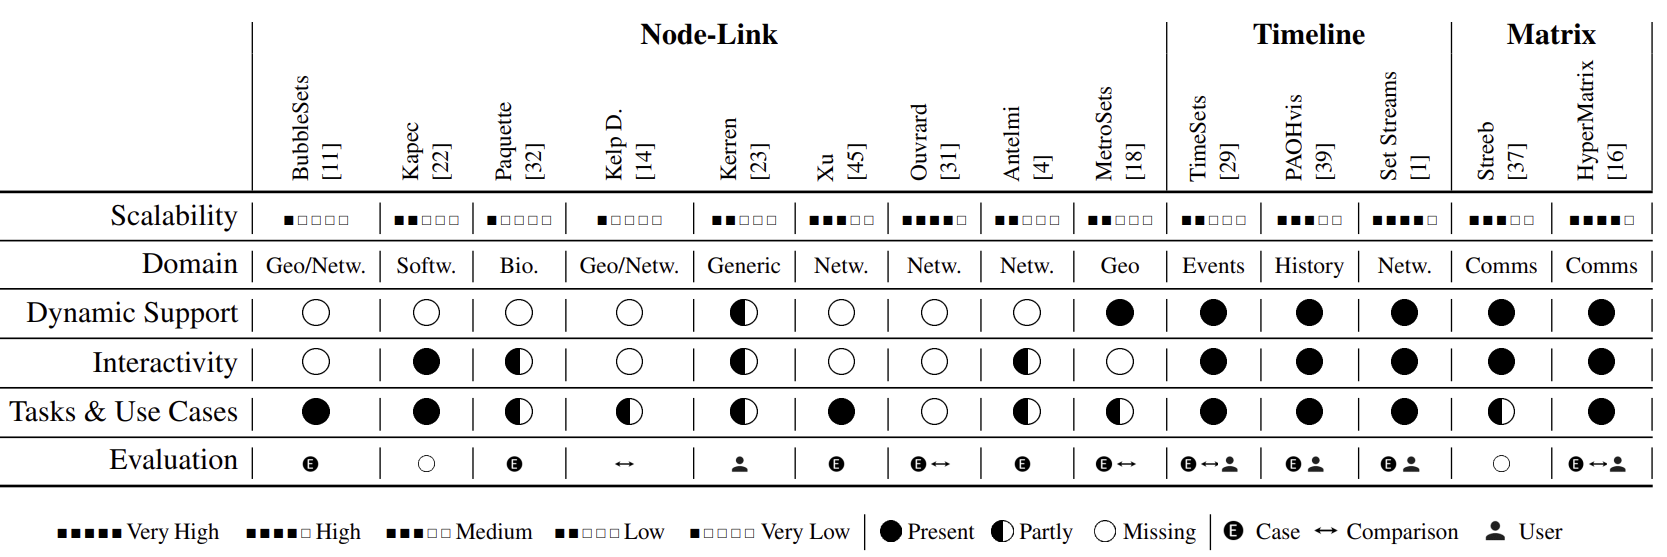 Node-Link Timeline Matrix
BubbleSets [11] Kapec [22] Paquette [32] Kelp D. [14] Kerren [23] Xu [45] Ouvrard [31] Antelmi [4] MetroSets [18] TimeSets [29] PAOHvis [39] Set Streams [1] Streeb [37] HyperMatrix [16]
Scalability ■□□□□ ■■□□□ ■□□□□ ■□□□□ ■■□□□ ■■■□□ ■■■■□ ■■□□□ ■■□□□ ■■□□□ ■■■□□ ■■■■□ ■■■□□ ■■■■□
Domain Geo/Netw. Softw. Bio. Geo/Netw. Generic Netw. Netw. Netw. Geo Events History Netw. Comms Comms
Dynamic Support
Interactivity
Tasks & Use Cases
Evaluation E E E E E E E E E E
■■■■■ Very High ■■■■□ High ■■■□□ Medium ■■□□□ Low ■□□□□ Very Low Present Partly Missing E Case Comparison User